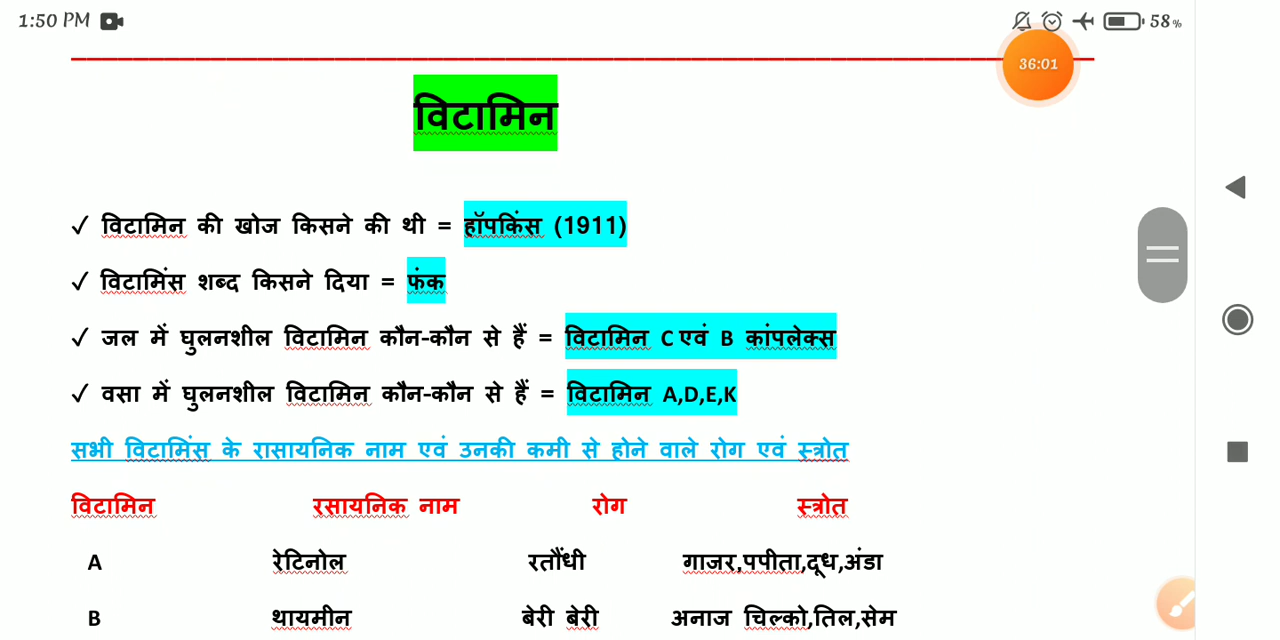 1:50 PM 58%
36:01
विटामिन
✓ विटामिन की खोज किसने की थी = हॉपकिंस (1911)
✓ विटामिंस शब्द किसने दिया = फंक
✓ जल में घुलनशील विटामिन कौन-कौन से हैं = विटामिन C एवं B कांपलेक्स
✓ वसा में घुलनशील विटामिन कौन-कौन से हैं = विटामिन A,D,E,K
सभी विटामिंस के रासायनिक नाम एवं उनकी कमी से होने वाले रोग एवं स्त्रोत
विटामिन रसायनिक नाम रोग स्त्रोत
A रेटिनोल रतौंधी गाजर,पपीता,दूध,अंडा
B थायमीन बेरी बेरी अनाज चिल्को,तिल,सेम